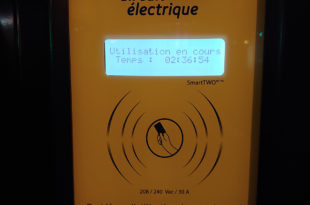 électrique
Utilisation en cours
Temps : 02:36:54
SmartTWO
208 / 240 Vac / 30 A